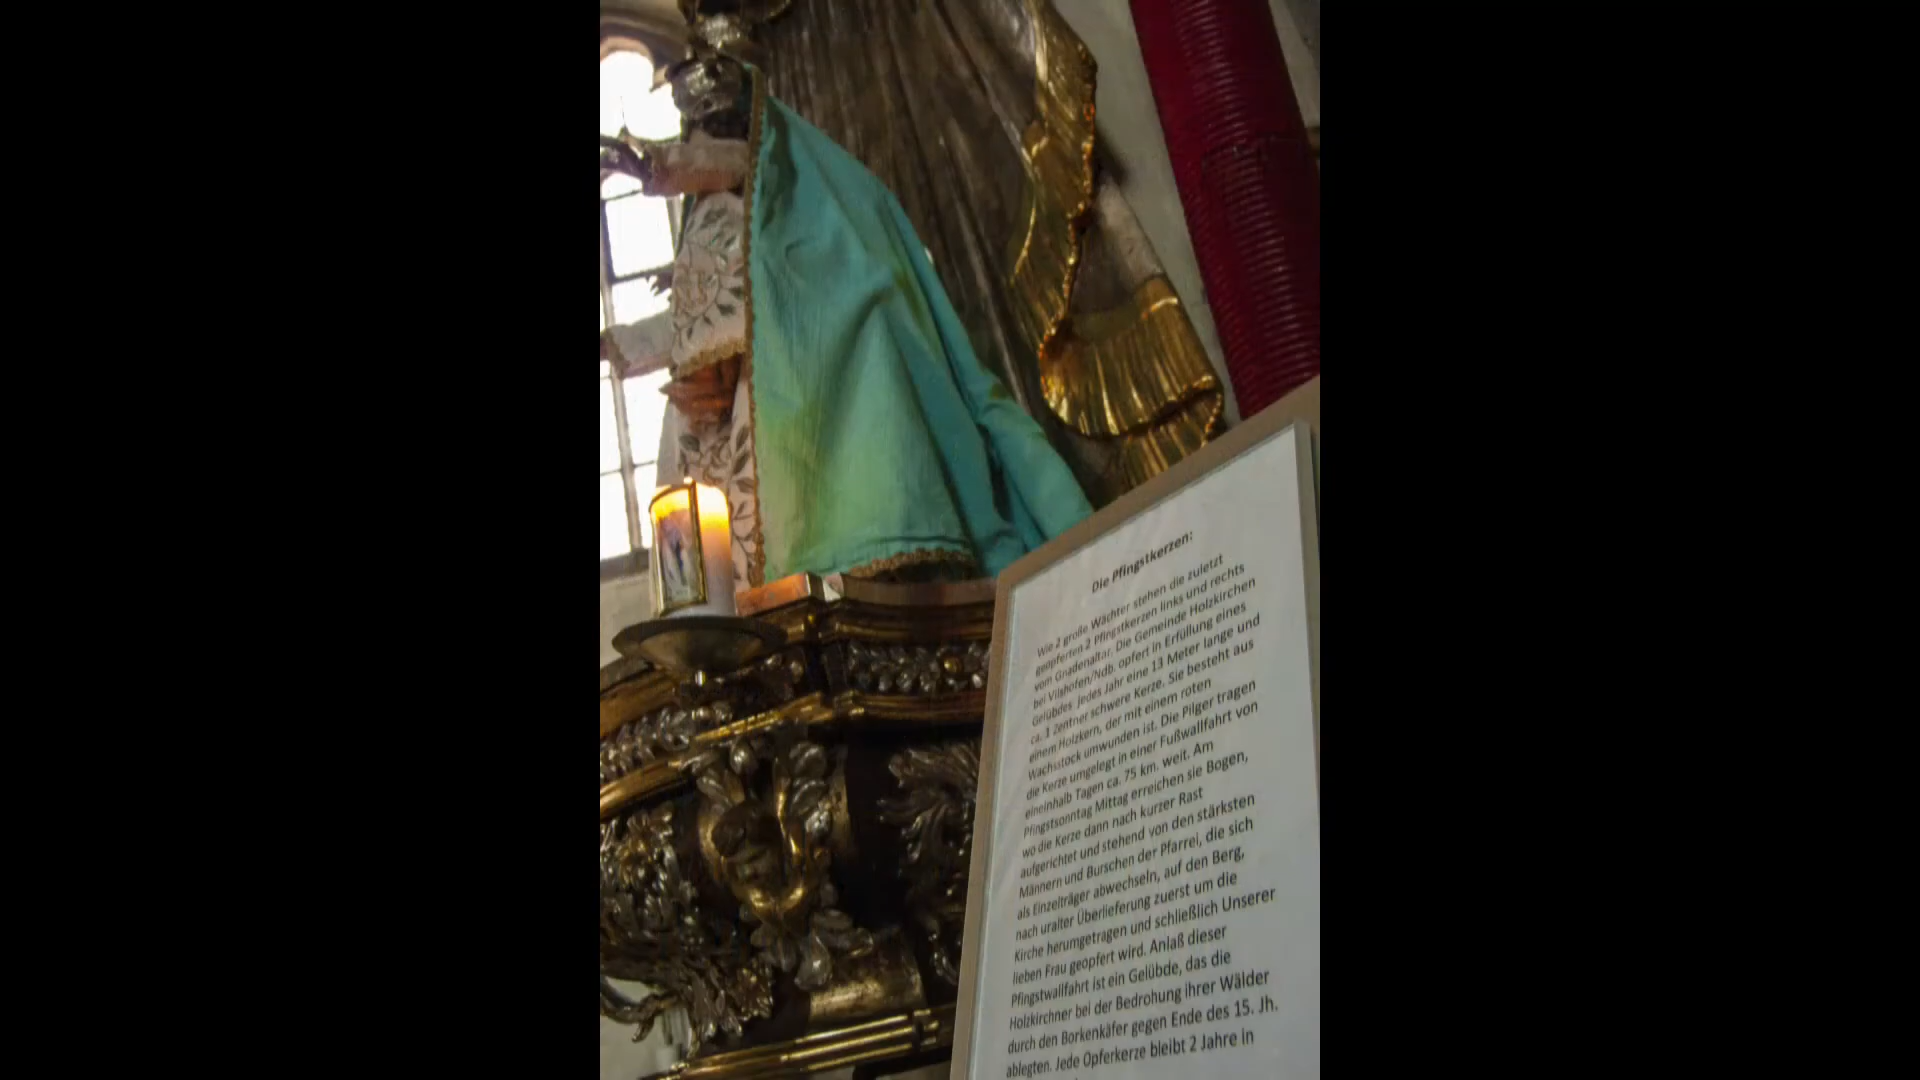 Die Pfingstkerzen:
Wie 2 große Wächter stehen die zuletzt
geopferten 2 Pfingstkerzen links und rechts
vom Gnadenaltar. Die Gemeinde Holzkirchen
bei Vilshofen/Ndb. opfert in Erfüllung eines
Gelübdes jedes Jahr eine 13 Meter lange und
ca. 1 Zentner schwere Kerze. Sie besteht aus
einem Holzkern, der mit einem roten
Wachsstock umwunden ist. Die Pilger tragen
die Kerze umgelegt in einer Fußwallfahrt von
eineinhalb Tagen ca. 75 km. weit. Am
Pfingstsonntag Mittag erreichen sie Bogen,
wo die Kerze dann nach kurzer Rast
aufgerichtet und stehend von den stärksten
Männern und Burschen der Pfarrei, die sich
als Einzelträger abwechseln, auf den Berg,
nach uralter Überlieferung zuerst um die
Kirche herumgetragen und schließlich Unserer
lieben Frau geopfert wird. Anlaß dieser
Pfingstwallfahrt ist ein Gelübde, das die
Holzkirchner bei der Bedrohung ihrer Wälder
durch den Borkenkäfer gegen Ende des 15. Jh.
ablegten. Jede Opferkerze bleibt 2 Jahre in